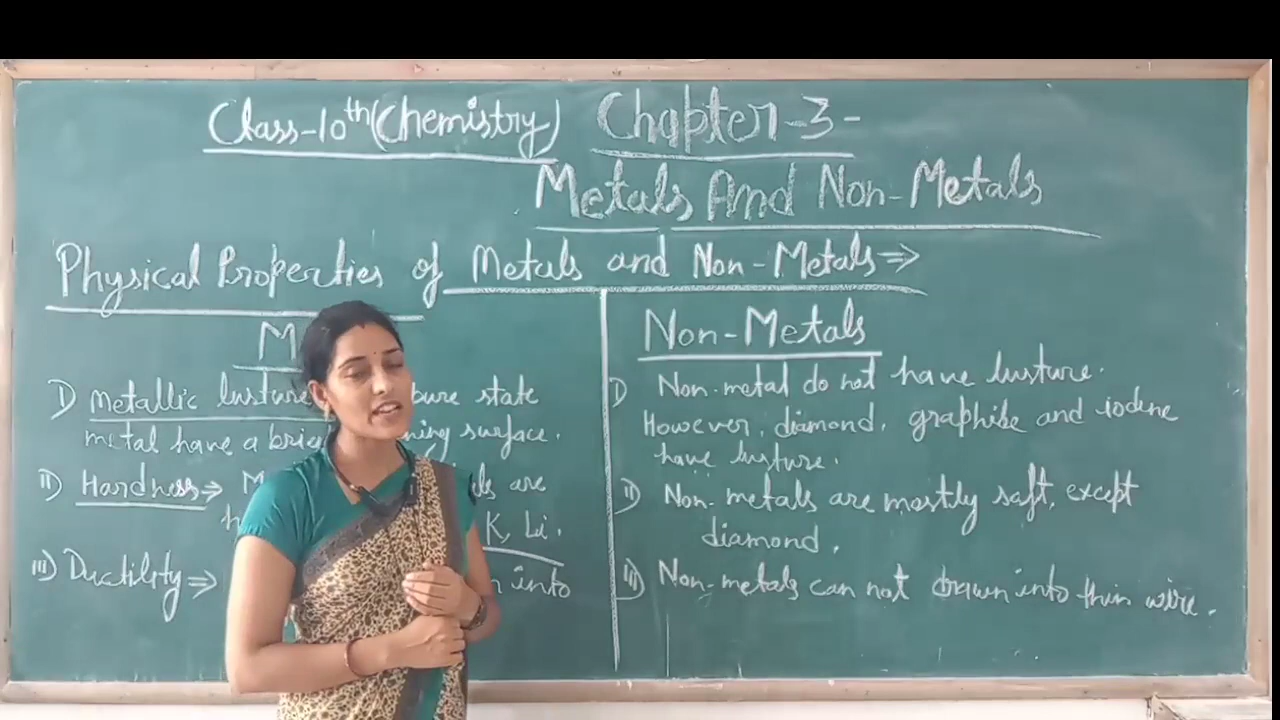 Class-10th (Chemistry) Chapter-3-
Metals And Non-Metals
Physical Properties of Metals and Non-Metals⇒
M
I) Metallic lusture
pure state
metal have a
surface.
II) Hardness⇒ M
are
K, Li.
III) Ductility⇒
into
Non-Metals
I) Non-metal do not have lusture.
However, diamond, graphite and iodine
have lusture.
II) Non-metals are mostly soft, except
diamond.
III) Non-metals can not drawn into thin wire.